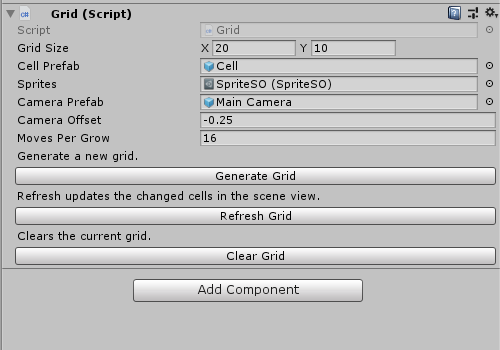 Grid (Script)
Script Grid
Grid Size X 20 Y 10
Cell Prefab Cell
Sprites SpriteSO (SpriteSO)
Camera Prefab Main Camera
Camera Offset -0.25
Moves Per Grow 16
Generate a new grid.
Generate Grid
Refresh updates the changed cells in the scene view.
Refresh Grid
Clears the current grid.
Clear Grid
Add Component